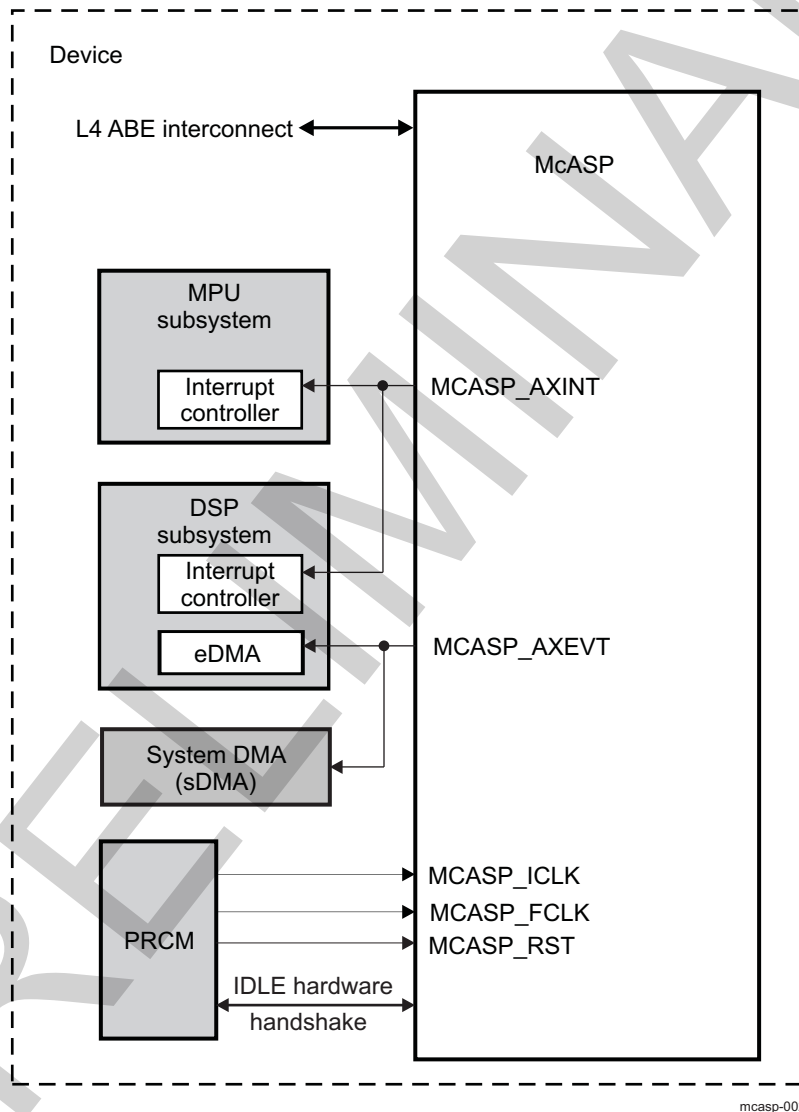 Device
L4 ABE interconnect
McASP
MPU
subsystem
Interrupt
controller
MCASP_AXINT
DSP
subsystem
Interrupt
controller
eDMA
MCASP_AXEVT
System DMA
(sDMA)
PRCM
MCASP_ICLK
MCASP_FCLK
MCASP_RST
IDLE hardware
handshake
mcasp-00